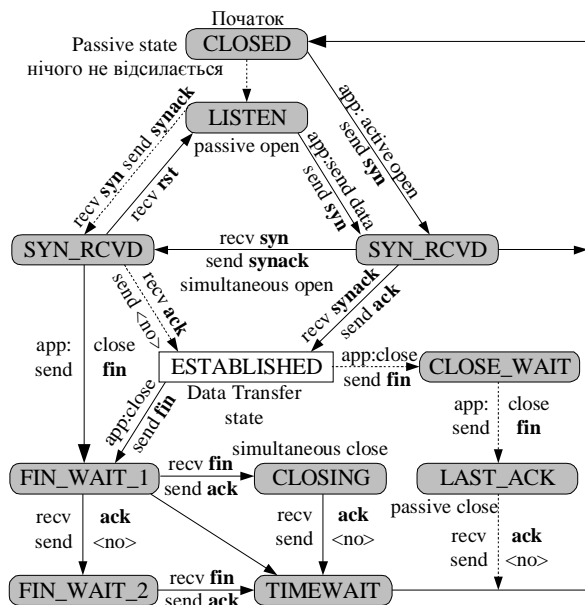 Початок
CLOSED
Passive state
нічого не відсилається
LISTEN
passive open
recv syn send synack
recv rst
app:send data
send syn
app: active open
send syn
SYN_RCVD
recv syn
send synack
simultaneous open
SYN_RCVD
recv ack
send <no>
recv synack
send ack
app: close
send fin
ESTABLISHED
Data Transfer
state
app:close
send fin
CLOSE_WAIT
app:close
send fin
app: close
send fin
simultaneous close
FIN_WAIT_1
recv fin
send ack
CLOSING
LAST_ACK
passive close
recv ack
send <no>
recv ack
send <no>
recv ack
send <no>
FIN_WAIT_2
recv fin
send ack
TIMEWAIT